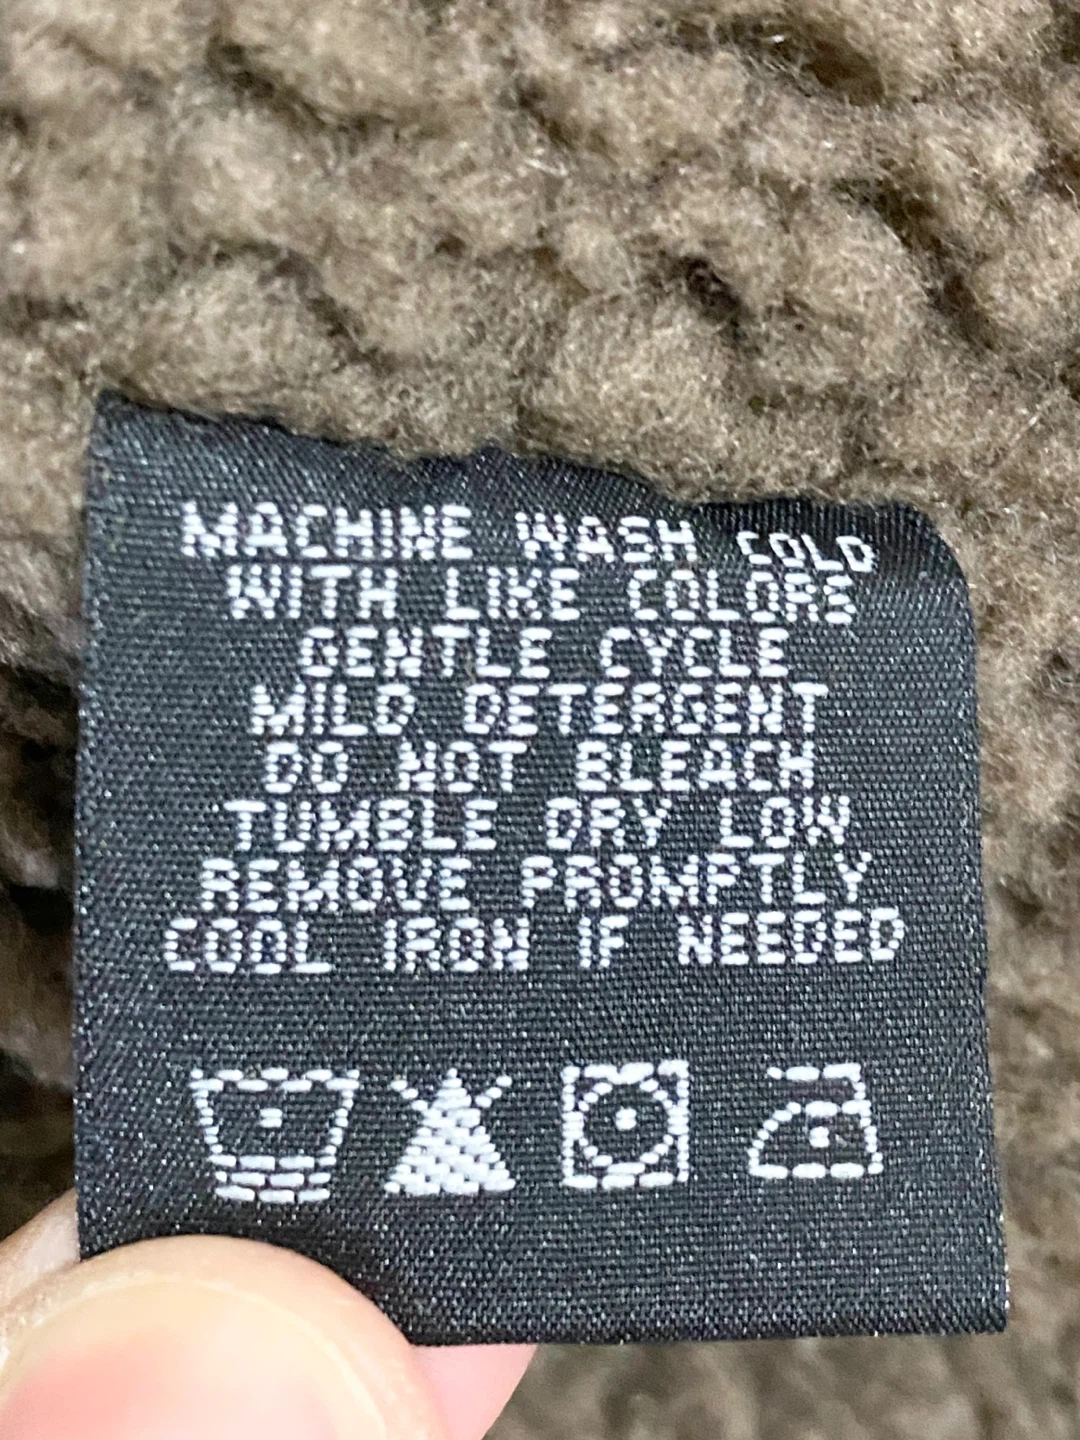 MACHINE WASH COLD
WITH LIKE COLORS
GENTLE CYCLE
MILD DETERGENT
DO NOT BLEACH
TUMBLE DRY LOW
REMOVE PROMPTLY
COOL IRON IF NEEDED